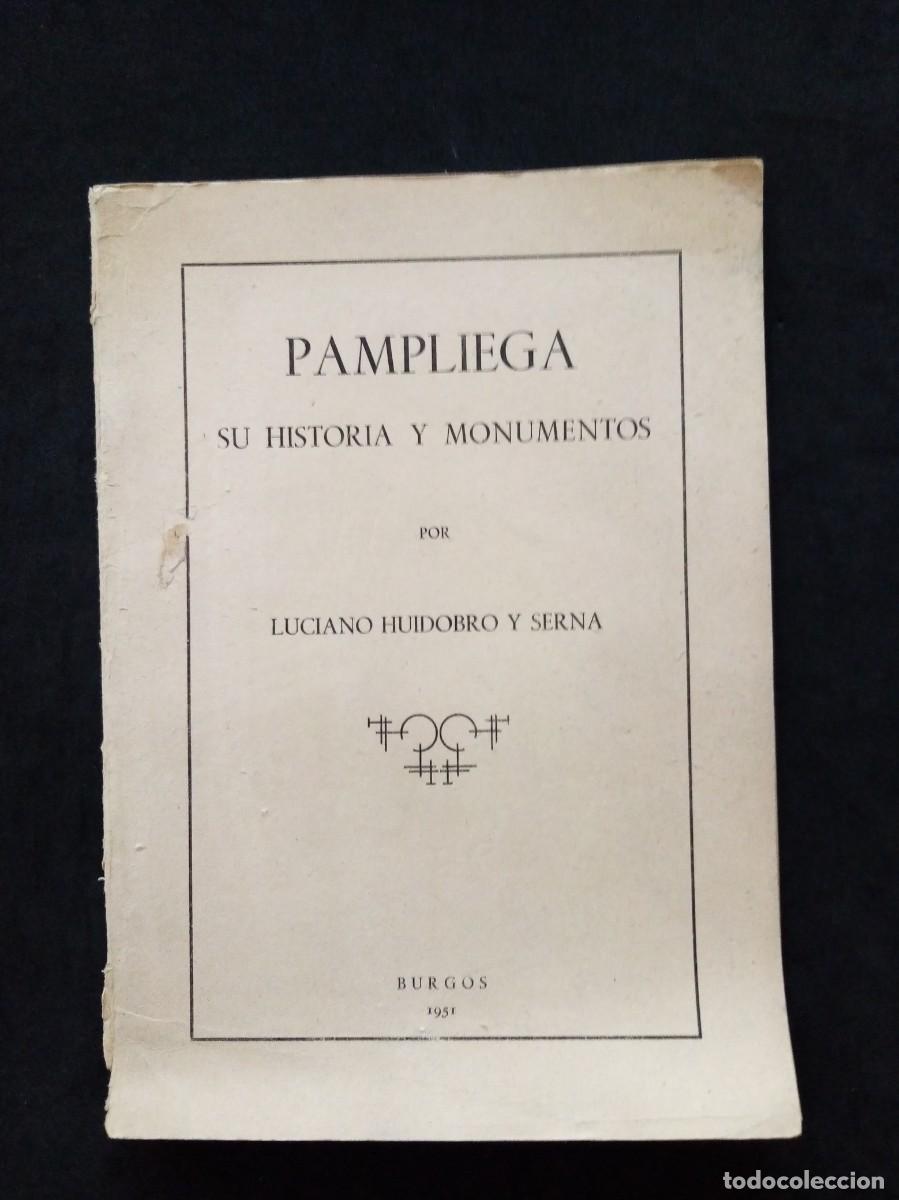 PAMPLIEGA
SU HISTORIA Y MONUMENTOS
POR
LUCIANO HUIDOBRO Y SERNA
BURGOS
1951
todocoleccion